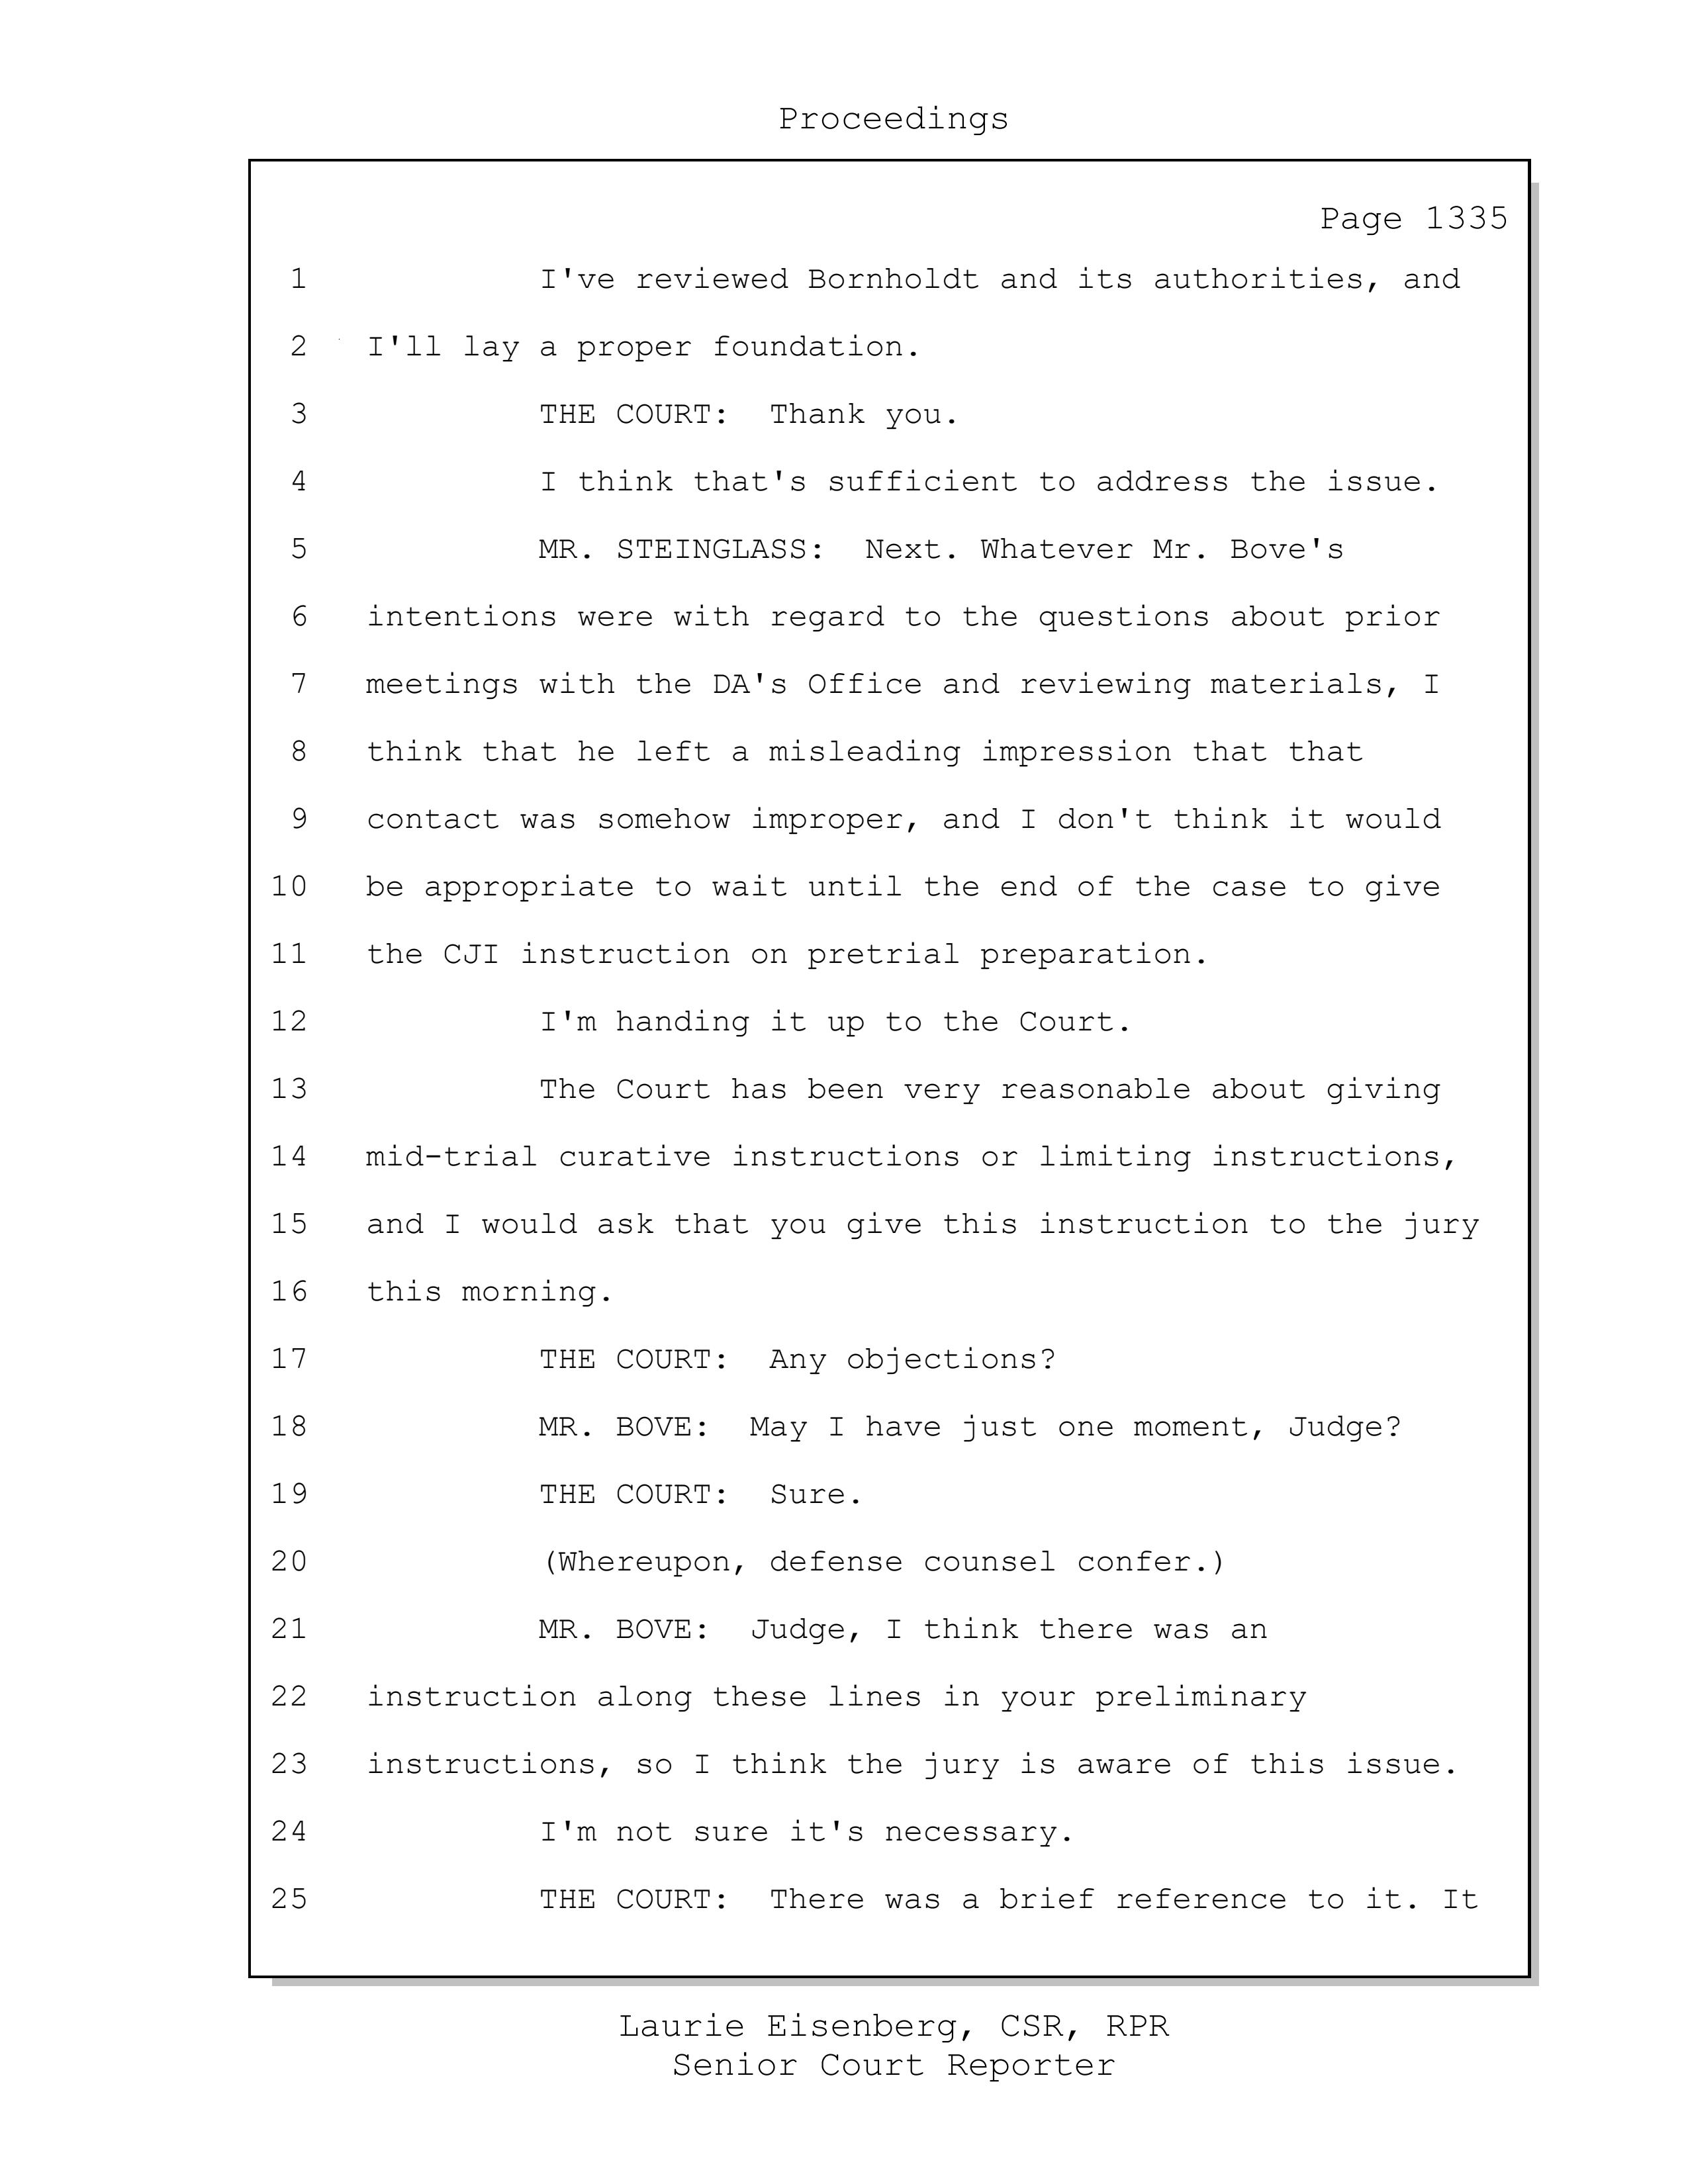 Proceedings
Page 1335
1 I've reviewed Bornholdt and its authorities, and
2 I'll lay a proper foundation.
3 THE COURT: Thank you.
4 I think that's sufficient to address the issue.
5 MR. STEINGLASS: Next. Whatever Mr. Bove's
6 intentions were with regard to the questions about prior
7 meetings with the DA's Office and reviewing materials, I
8 think that he left a misleading impression that that
9 contact was somehow improper, and I don't think it would
10 be appropriate to wait until the end of the case to give
11 the CJI instruction on pretrial preparation.
12 I'm handing it up to the Court.
13 The Court has been very reasonable about giving
14 mid-trial curative instructions or limiting instructions,
15 and I would ask that you give this instruction to the jury
16 this morning.
17 THE COURT: Any objections?
18 MR. BOVE: May I have just one moment, Judge?
19 THE COURT: Sure.
20 (Whereupon, defense counsel confer.)
21 MR. BOVE: Judge, I think there was an
22 instruction along these lines in your preliminary
23 instructions, so I think the jury is aware of this issue.
24 I'm not sure it's necessary.
25 THE COURT: There was a brief reference to it. It
Laurie Eisenberg, CSR, RPR
Senior Court Reporter